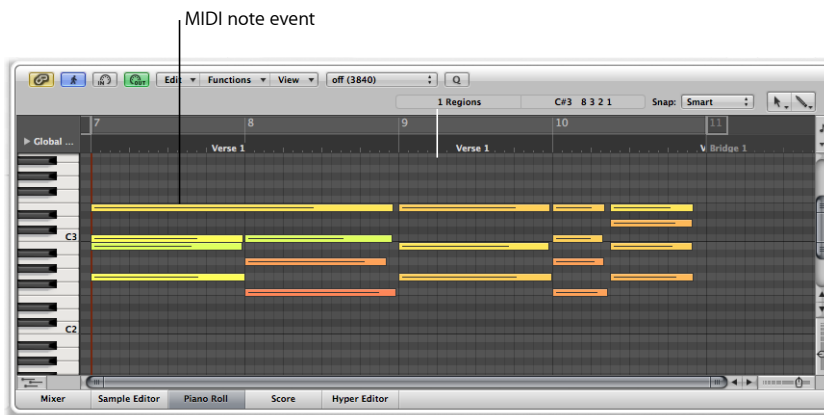 MIDI note event
IN OUT Edit Functions View off (3840) Q
1 Regions C#3 8 3 2 1 Snap: Smart
7 8 9 10 11
Global ...
Verse 1 Verse 1 V Bridge 1
C3
C2
Mixer Sample Editor Piano Roll Score Hyper Editor